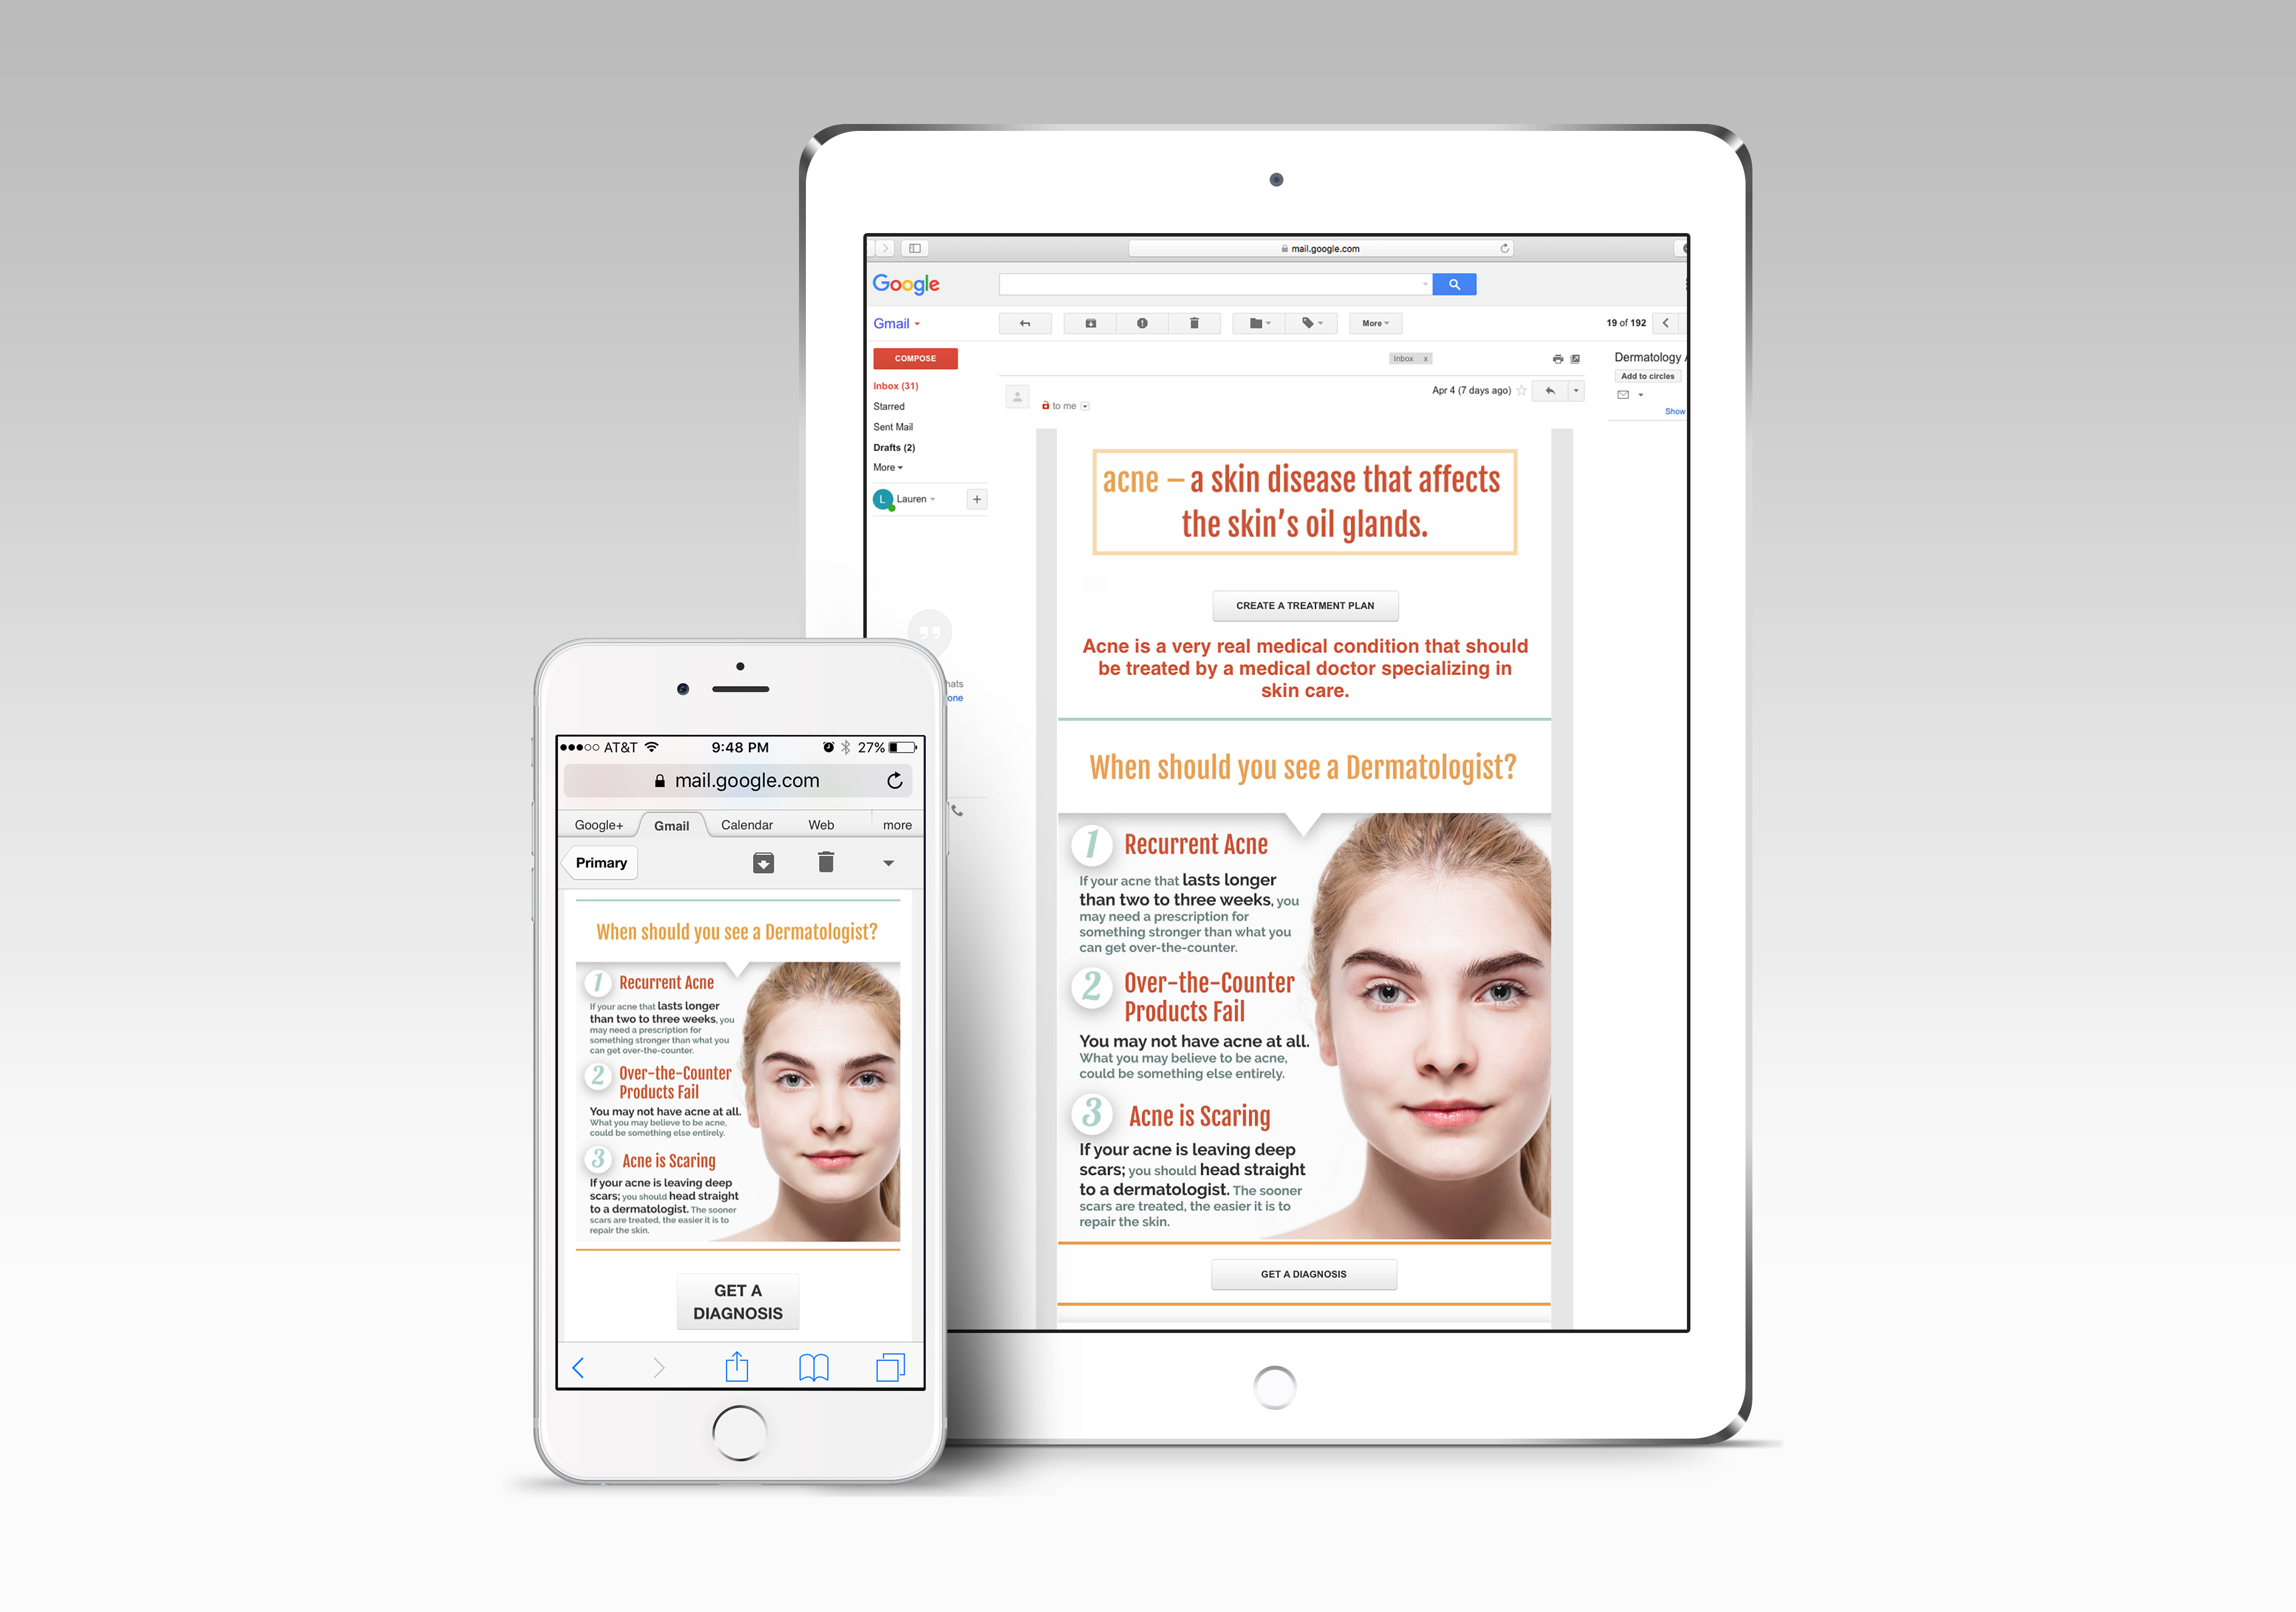 mail.google.com
Google
Gmail
More
19 of 192
COMPOSE
Inbox x
Dermatology
Add to circles
Inbox (31)
Apr 4 (7 days ago)
Starred
to me
Show
Sent Mail
Drafts (2)
More
L Lauren
acne – a skin disease that affects
the skin's oil glands.
CREATE A TREATMENT PLAN
Acne is a very real medical condition that should
be treated by a medical doctor specializing in
skin care.
When should you see a Dermatologist?
1 Recurrent Acne
If your acne that lasts longer
than two to three weeks, you
may need a prescription for
something stronger than what you
can get over-the-counter.
2 Over-the-Counter
Products Fail
You may not have acne at all.
What you may believe to be acne,
could be something else entirely.
3 Acne is Scaring
If your acne is leaving deep
scars; you should head straight
to a dermatologist. The sooner
scars are treated, the easier it is to
repair the skin.
GET A DIAGNOSIS
AT&T 9:48 PM 27%
mail.google.com
Google+ Gmail Calendar Web more
Primary
When should you see a Dermatologist?
1 Recurrent Acne
If your acne that lasts longer
than two to three weeks, you
may need a prescription for
something stronger than what you
can get over-the-counter.
2 Over-the-Counter
Products Fail
You may not have acne at all.
What you may believe to be acne,
could be something else entirely.
3 Acne is Scaring
If your acne is leaving deep
scars; you should head straight
to a dermatologist. The sooner
scars are treated, the easier it is to
repair the skin.
GET A
DIAGNOSIS